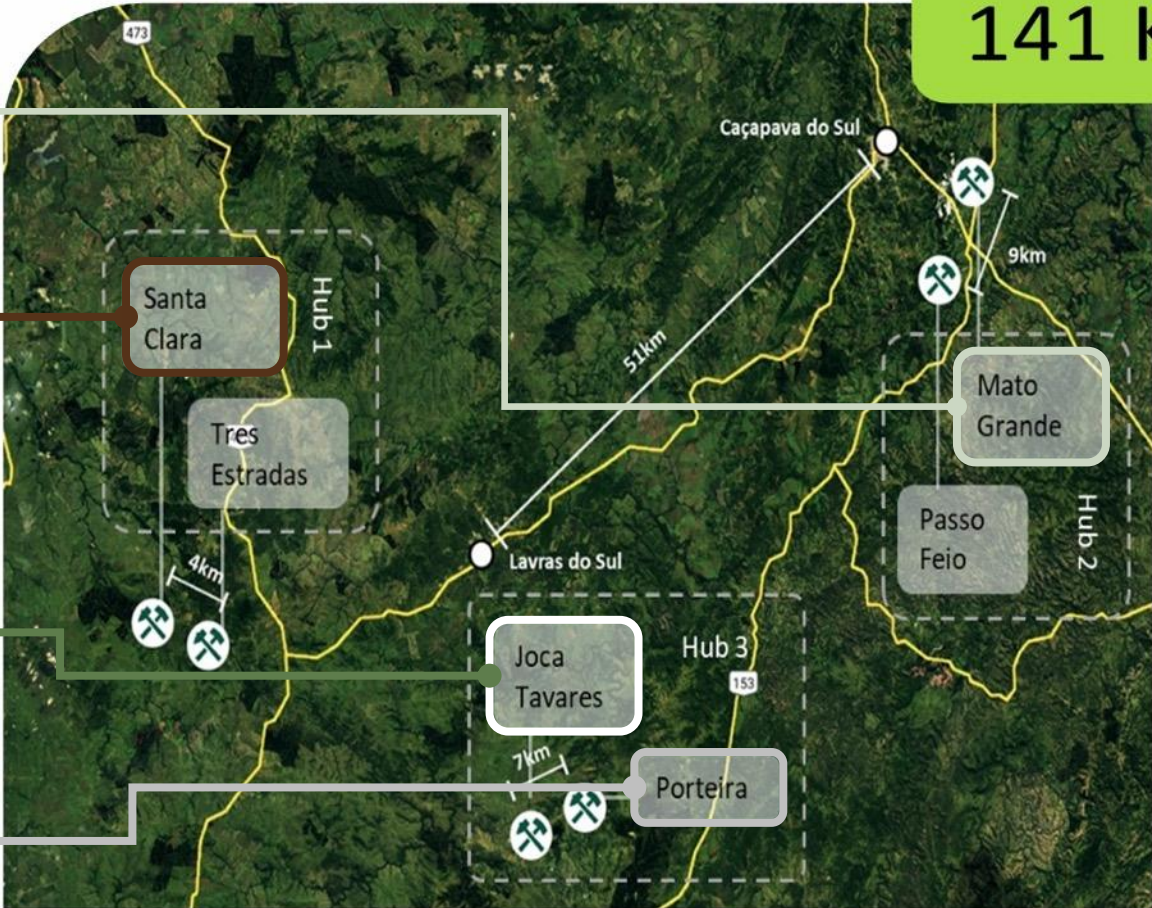 473
141 K
Caçapava do Sul
9km
Santa
Clara
Hub 1
51km
Mato
Grande
Tres
Estradas
Passo
Feio
Hub 2
Lavras do Sul
4km
Joca
Tavares
Hub 3
153
7km
Porteira